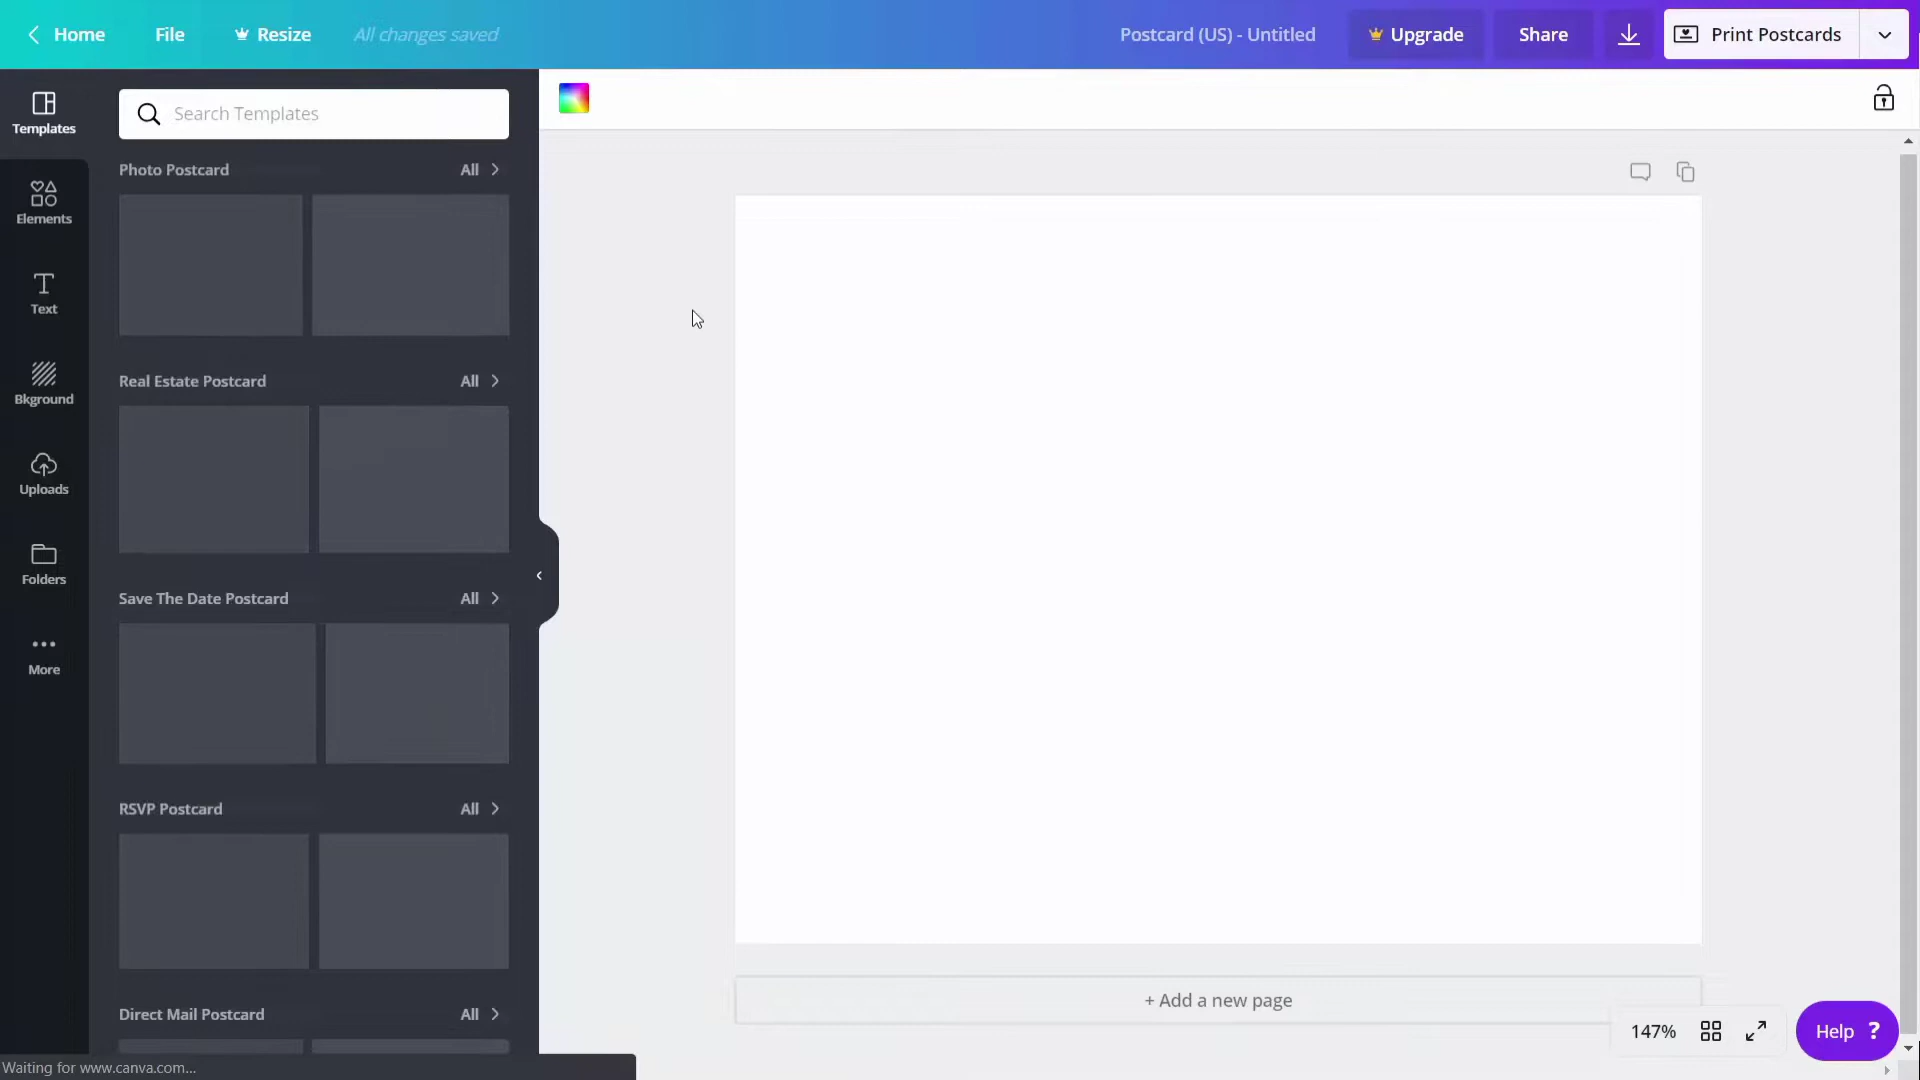 Home
File
Resize
All changes saved
Postcard (US) - Untitled
Upgrade
Share
Print Postcards
Templates
Elements
Text
Bkground
Uploads
Folders
More
Search Templates
Photo Postcard
All
Real Estate Postcard
All
Save The Date Postcard
All
RSVP Postcard
All
Direct Mail Postcard
All
+ Add a new page
147%
Help ?
Waiting for www.canva.com...